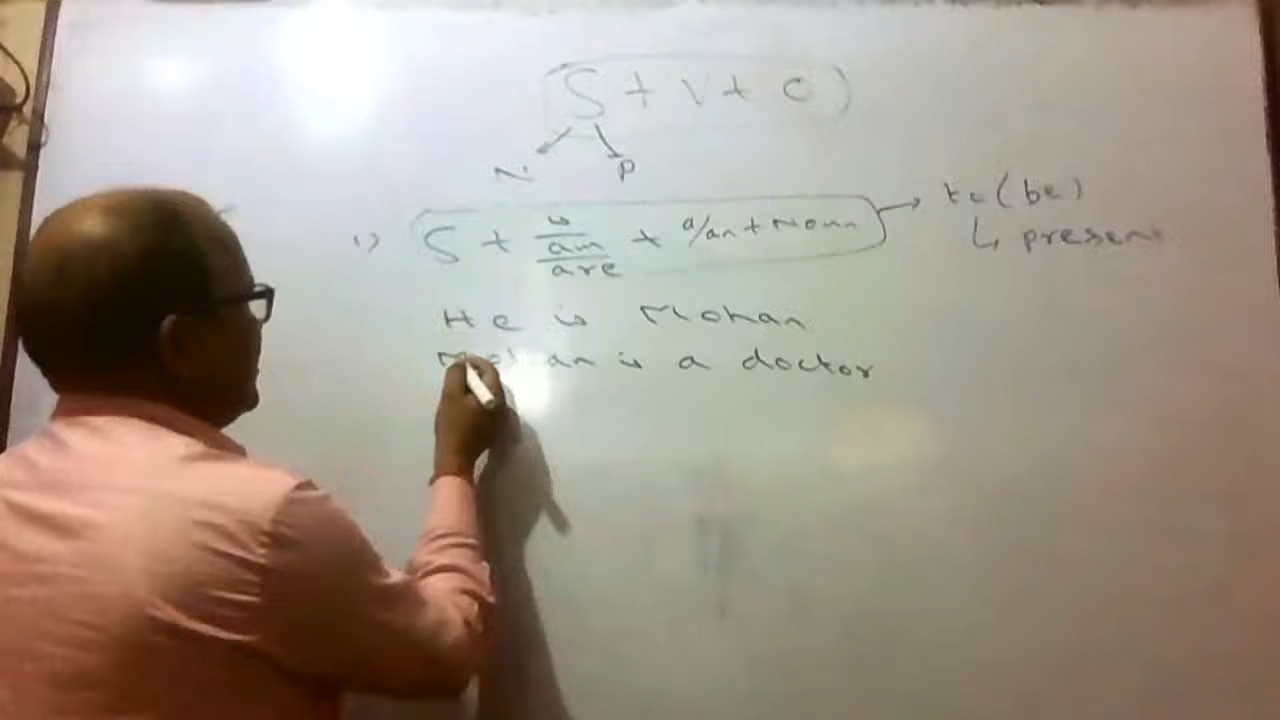 S + V + C
N P
1) S + is/am/are + a/an + Noun → to (be)
↳ present
He is Mohan
Mohan is a doctor